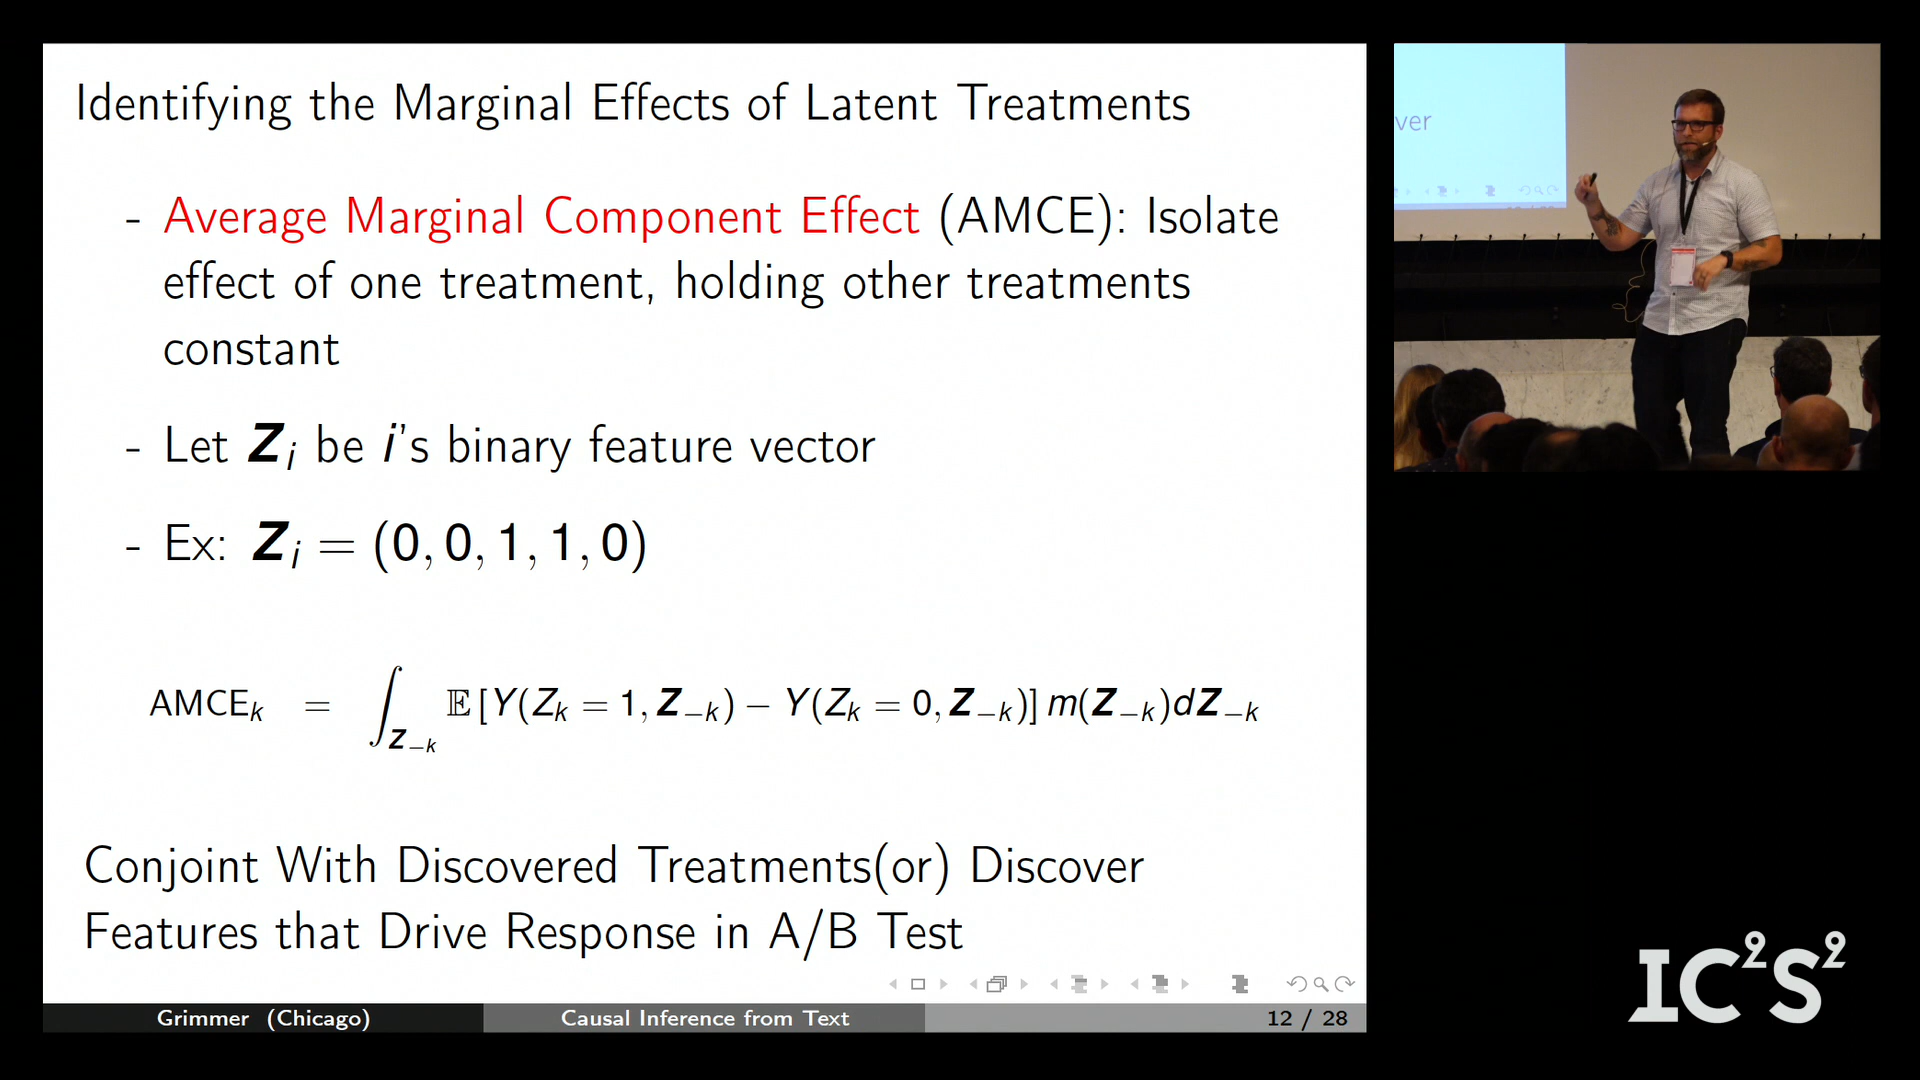 Identifying the Marginal Effects of Latent Treatments
- Average Marginal Component Effect (AMCE): Isolate
effect of one treatment, holding other treatments
constant
- Let Z_i be i's binary feature vector
- Ex: Z_i = (0, 0, 1, 1, 0)
AMCE_k = ∫_{Z_{−k}} 𝔼[Y(Z_k = 1, Z_{−k}) − Y(Z_k = 0, Z_{−k})] m(Z_{−k})dZ_{−k}
Conjoint With Discovered Treatments(or) Discover
Features that Drive Response in A/B Test
Grimmer (Chicago) Causal Inference from Text 12 / 28
ver
IC²S²